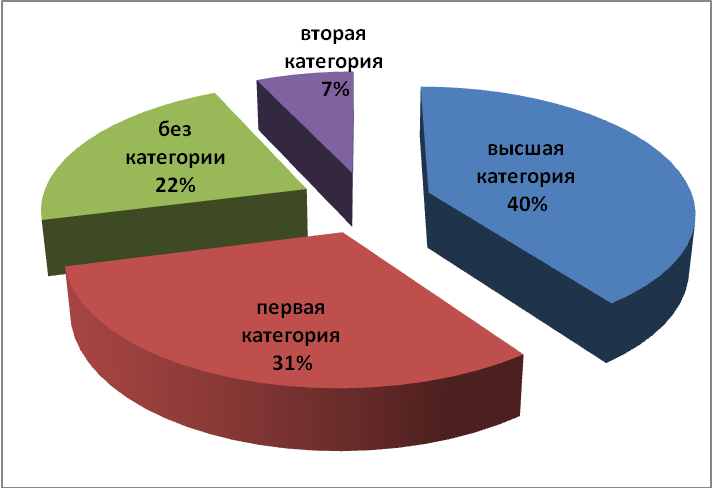 вторая
категория
7%
без
категории
22%
высшая
категория
40%
первая
категория
31%